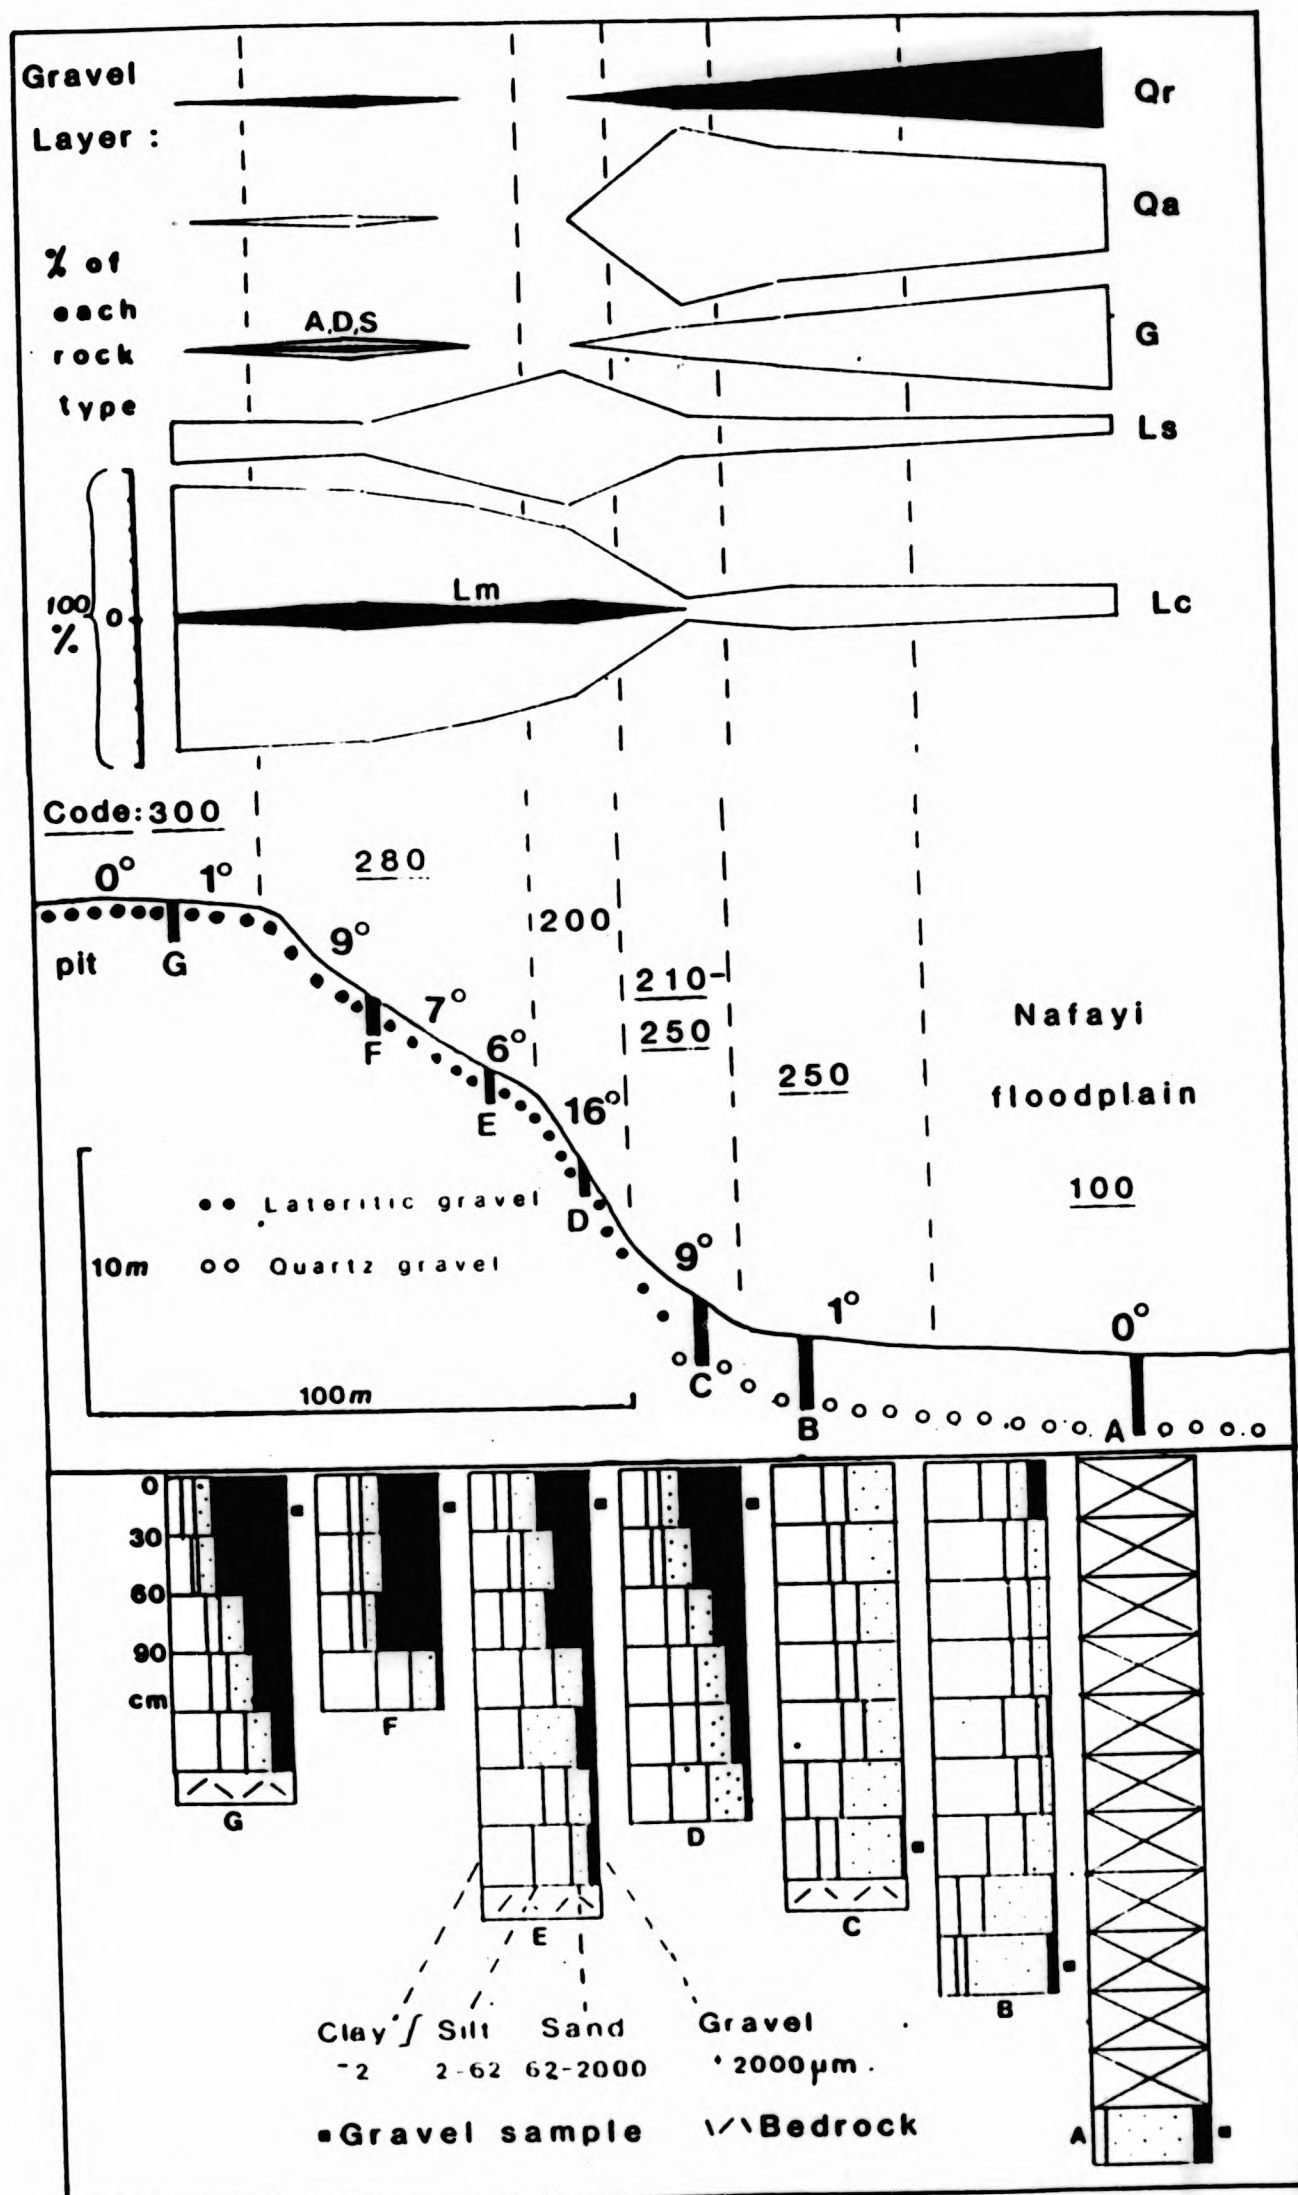 Gravel
Layer :
% of
each
rock
type
Qr
Qa
A,D,S
G
Ls
100
%
0
Lm
Lc
Code: 300
280
200
210-
250
250
0° 1°
9°
7°
6°
16°
9°
1°
0°
pit G
F
E
D
C
B
A
Nafayi
floodplain
100
Lateritic gravel
Quartz gravel
10m
100m
0
30
60
90
cm
G
F
E
D
C
B
A
Clay Silt Sand Gravel
-2 2-62 62-2000 2000µm.
Gravel sample Bedrock